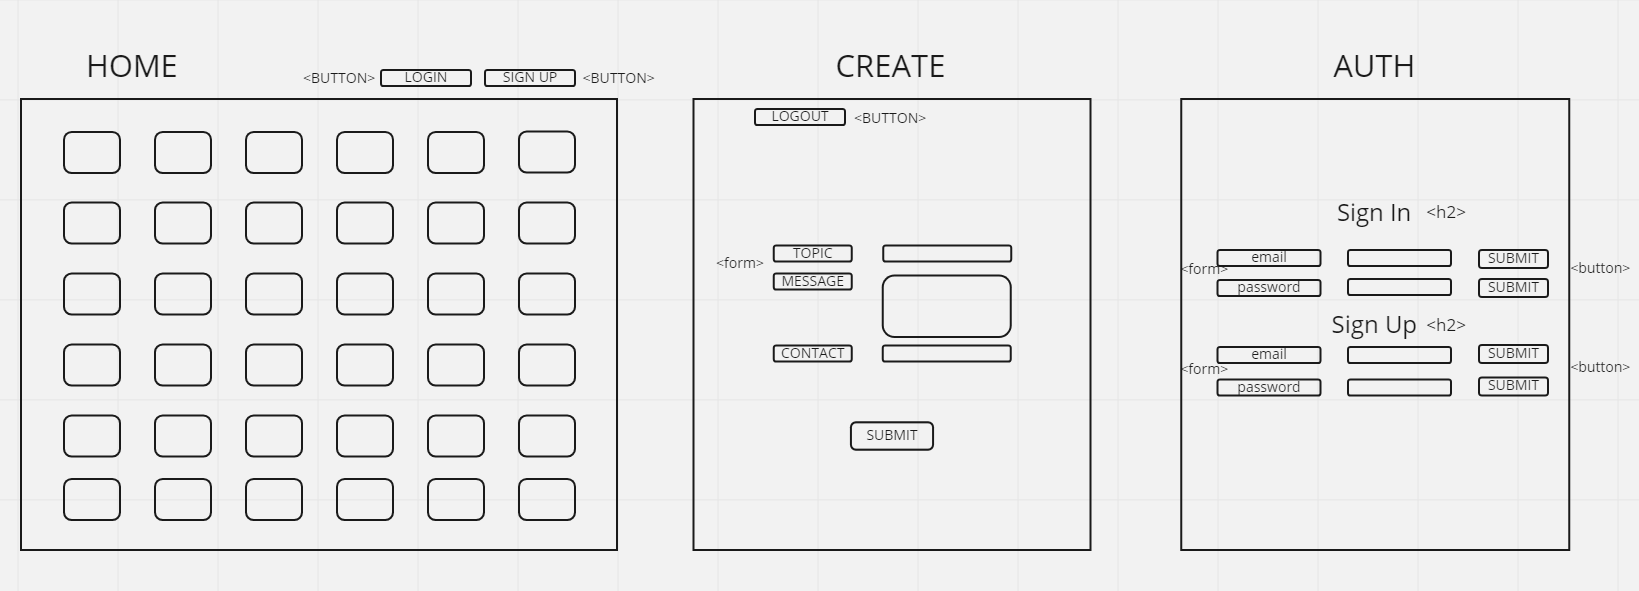 HOME
<BUTTON> LOGIN SIGN UP <BUTTON>
CREATE
LOGOUT <BUTTON>
<form>
TOPIC
MESSAGE
CONTACT
SUBMIT
AUTH
Sign In <h2>
<form>
email SUBMIT
password SUBMIT
<button>
Sign Up <h2>
<form>
email SUBMIT
password SUBMIT
<button>